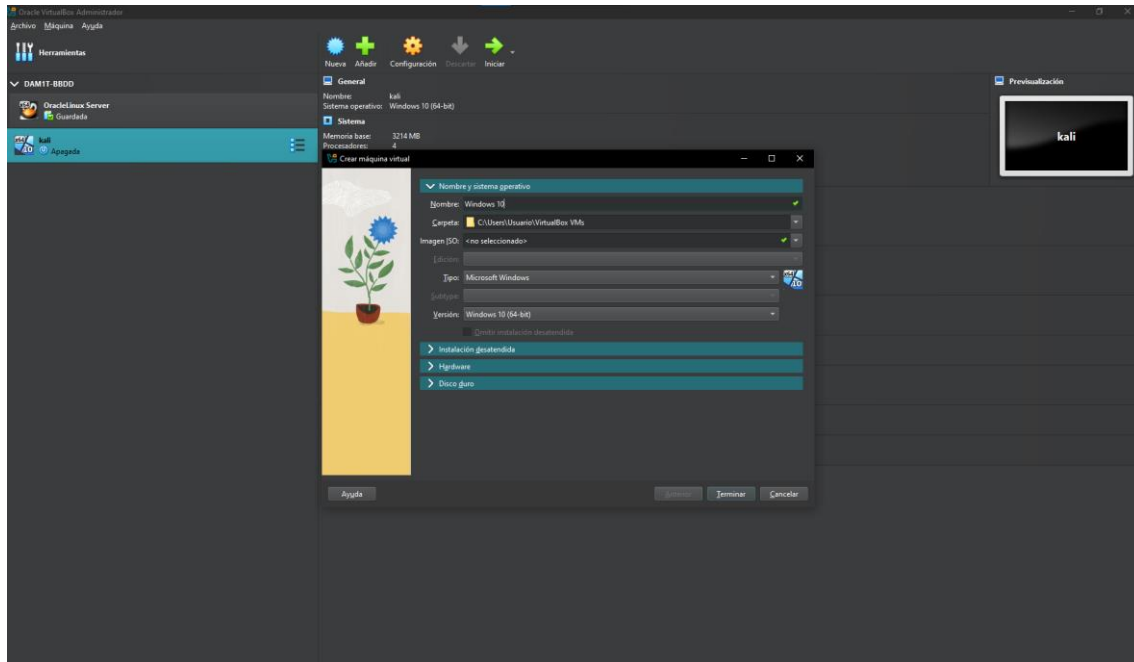 Oracle VirtualBox Administrador
Archivo Máquina Ayuda
Herramientas
Nueva Añadir Configuración Descartar Iniciar
DAM1T-BBDD
OracleLinux Server
Guardada
kali
Apagada
General
Nombre: kali
Sistema operativo: Windows 10 (64-bit)
Sistema
Memoria base: 3214 MB
Procesadores: 4
Previsualización
kali
Crear máquina virtual
Nombre y sistema operativo
Nombre: Windows 10
Carpeta: C:\Users\Usuario\VirtualBox VMs
Imagen ISO: <no seleccionado>
Edición:
Tipo: Microsoft Windows
Subtype:
Versión: Windows 10 (64-bit)
Omitir instalación desatendida
Instalación desatendida
Hardware
Disco duro
Ayuda Anterior Terminar Cancelar